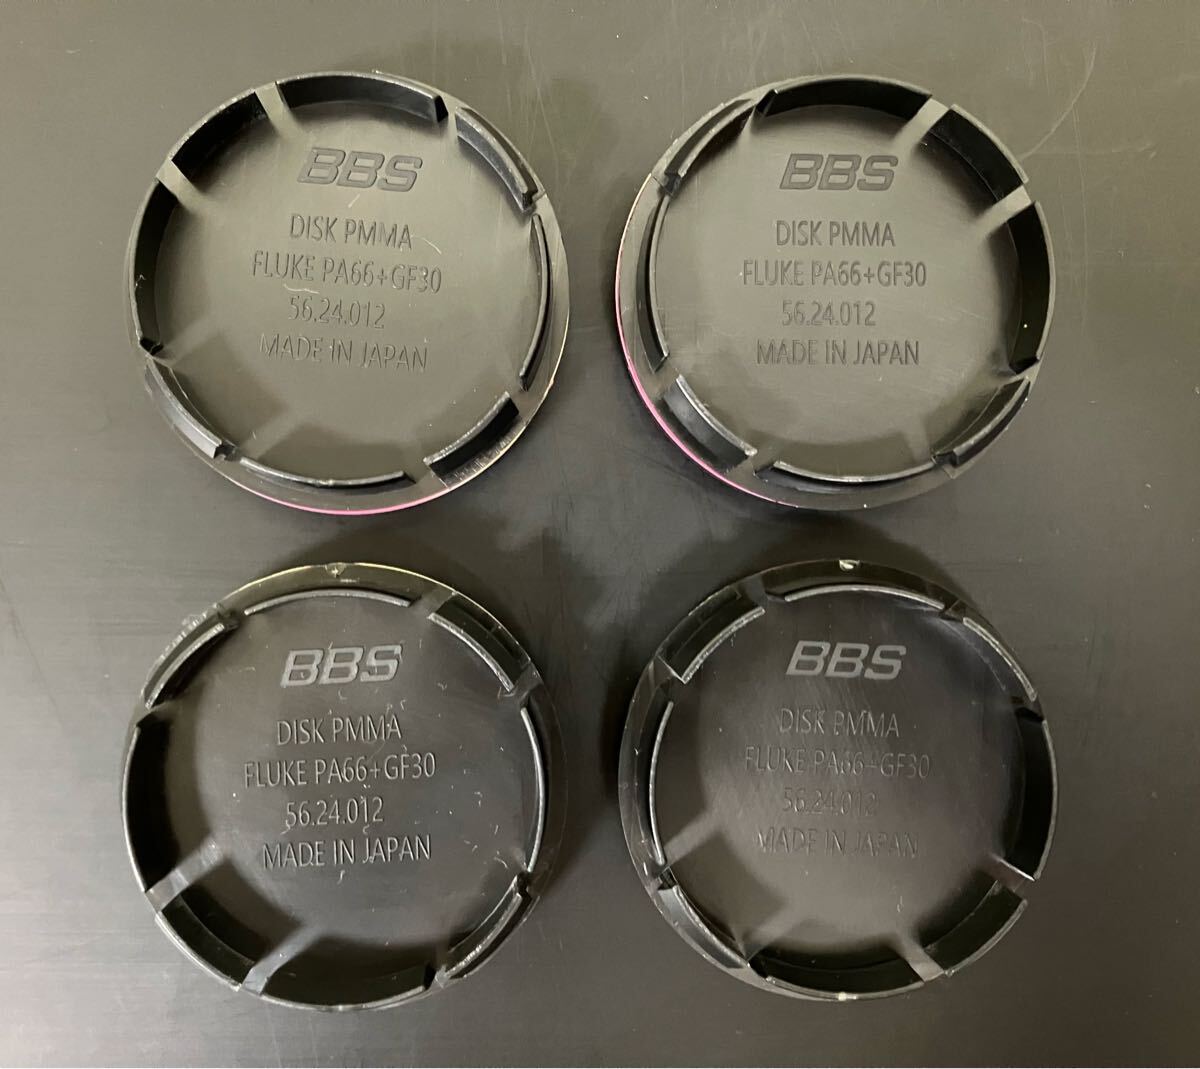 BBS
DISK PMMA
FLUKE PA66+GF30
56.24.012
MADE IN JAPAN
BBS
DISK PMMA
FLUKE PA66+GF30
56.24.012
MADE IN JAPAN
BBS
DISK PMMA
FLUKE PA66+GF30
56.24.012
MADE IN JAPAN
BBS
DISK PMMA
FLUKE PA66+GF30
56.24.012
MADE IN JAPAN